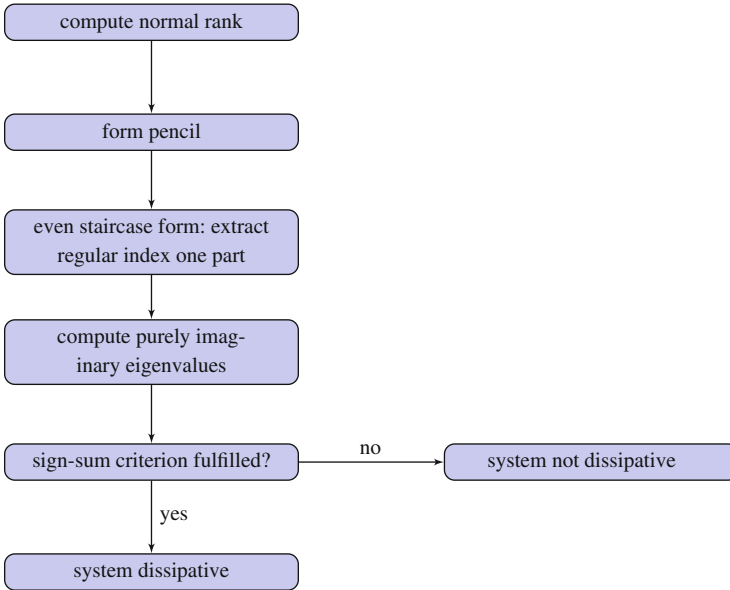 compute normal rank
form pencil
even staircase form: extract
regular index one part
compute purely imag-
inary eigenvalues
sign-sum criterion fulfilled?
no
system not dissipative
yes
system dissipative